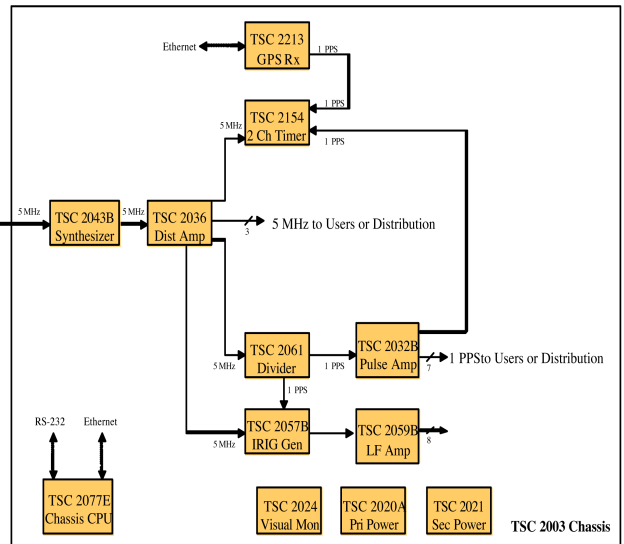 TSC 2213
GPS Rx
Ethernet
1 PPS
1 PPS
TSC 2154
2 Ch Timer
5 MHz
1 PPS
5 MHz
TSC 2043B
Synthesizer
5 MHz
TSC 2036
Dist Amp
3
5 MHz to Users or Distribution
TSC 2061
Divider
5 MHz
1 PPS
TSC 2032B
Pulse Amp
7
1 PPSto Users or Distribution
1 PPS
TSC 2057B
IRIG Gen
5 MHz
TSC 2059B
LF Amp
8
RS-232
Ethernet
TSC 2077E
Chassis CPU
TSC 2024
Visual Mon
TSC 2020A
Pri Power
TSC 2021
Sec Power
TSC 2003 Chassis